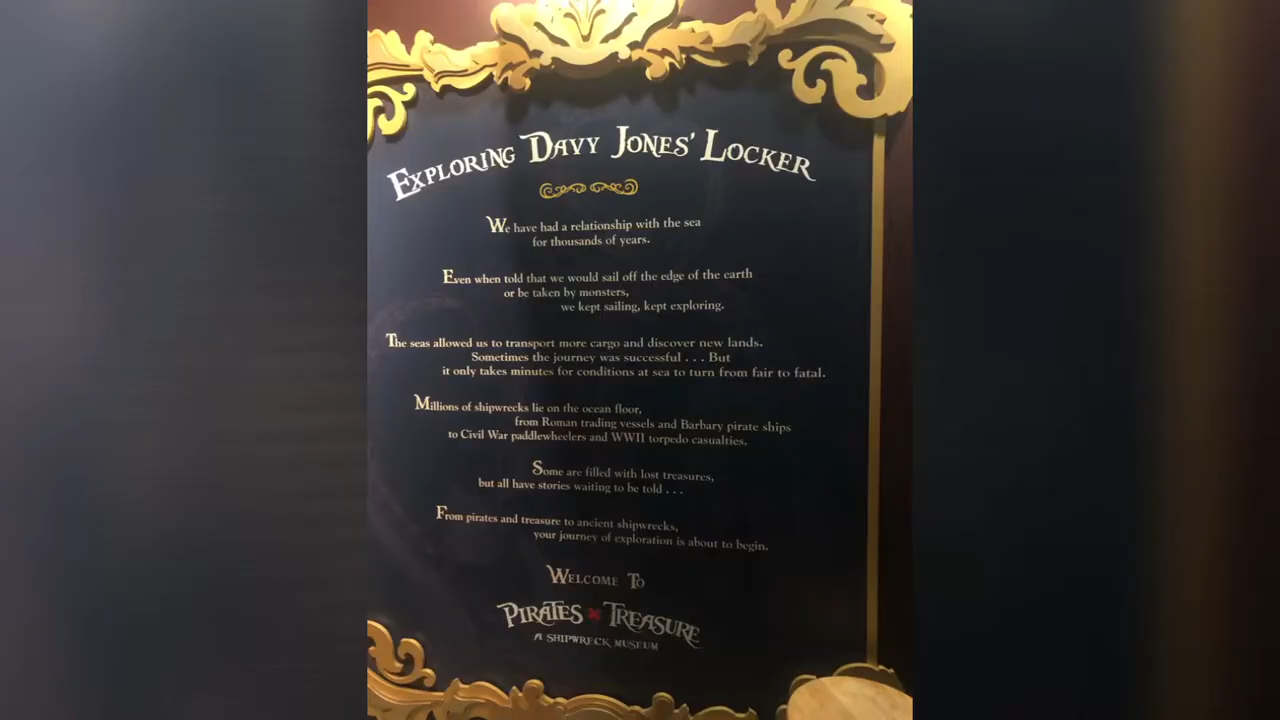 Exploring Davy Jones' Locker
We have had a relationship with the sea
for thousands of years.
Even when told that we would sail off the edge of the earth
or be taken by monsters,
we kept sailing, kept exploring.
The seas allowed us to transport more cargo and discover new lands.
Sometimes the journey was successful . . . But
it only takes minutes for conditions at sea to turn from fair to fatal.
Millions of shipwrecks lie on the ocean floor,
from Roman trading vessels and Barbary pirate ships
to Civil War paddlewheelers and WWII torpedo casualties.
Some are filled with lost treasures,
but all have stories waiting to be told . . .
From pirates and treasure to ancient shipwrecks,
your journey of exploration is about to begin.
Welcome To
Pirates Treasure
A Shipwreck Museum